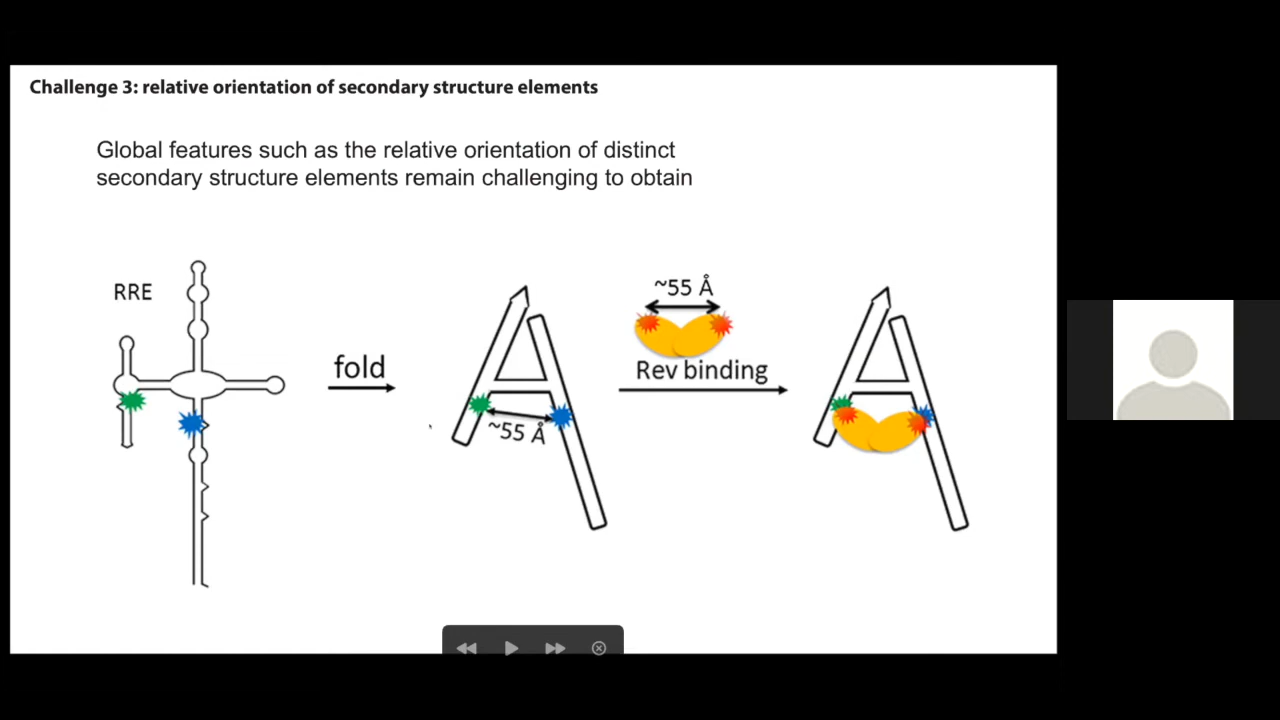 Challenge 3: relative orientation of secondary structure elements
Global features such as the relative orientation of distinct
secondary structure elements remain challenging to obtain
RRE
fold
~55 Å
~55 Å
Rev binding